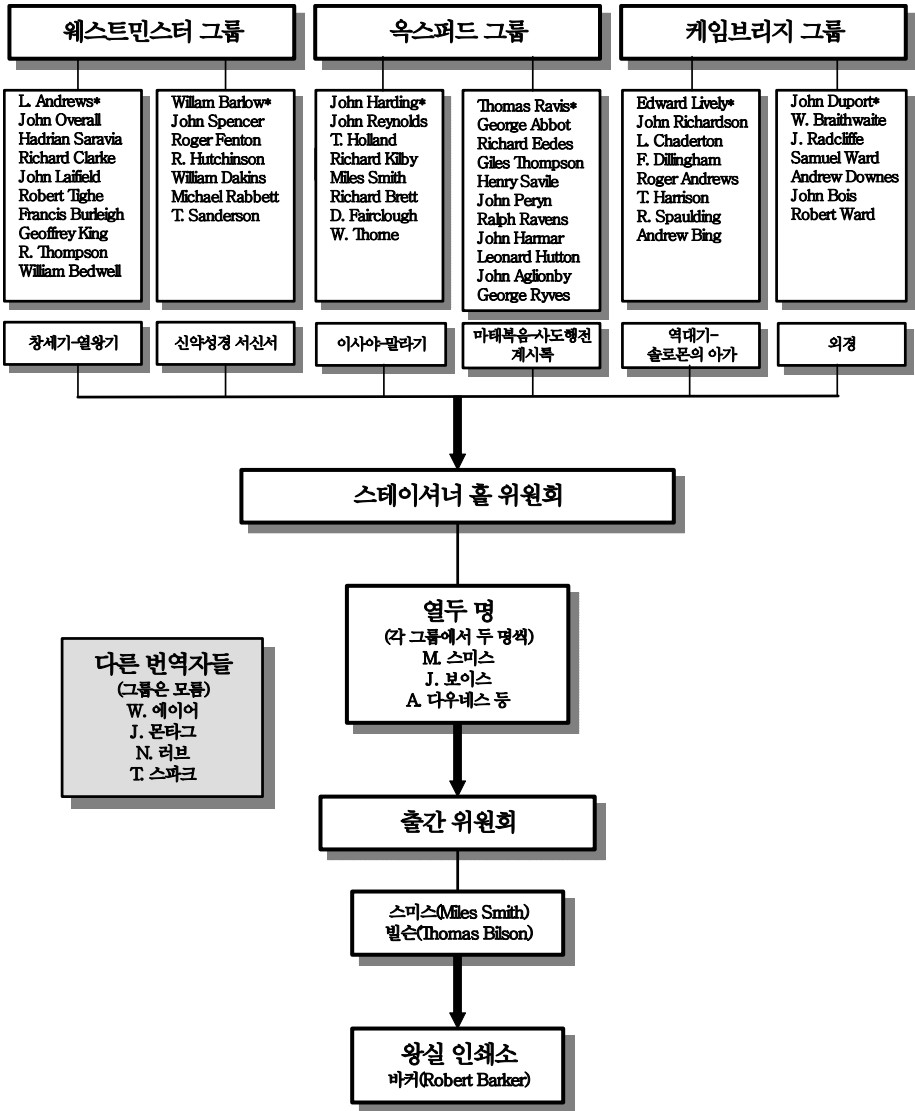 웨스트민스터 그룹
옥스퍼드 그룹
케임브리지 그룹
L. Andrews*
John Overall
Hadrian Saravia
Richard Clarke
John Laifield
Robert Tighe
Francis Burleigh
Geoffrey King
R. Thompson
William Bedwell
Willam Barlow*
John Spencer
Roger Fenton
R. Hutchinson
William Dakins
Michael Rabbett
T. Sanderson
John Harding*
John Reynolds
T. Holland
Richard Kilby
Miles Smith
Richard Brett
D. Fairclough
W. Thorne
Thomas Ravis*
George Abbot
Richard Eedes
Giles Thompson
Henry Savile
John Peryn
Ralph Ravens
John Harmar
Leonard Hutton
John Aglionby
George Ryves
Edward Lively*
John Richardson
L. Chaderton
F. Dillingham
Roger Andrews
T. Harrison
R. Spaulding
Andrew Bing
John Duport*
W. Braithwaite
J. Radcliffe
Samuel Ward
Andrew Downes
John Bois
Robert Ward
창세기-열왕기
신약성경 서신서
이사야-말라기
마태복음-사도행전
계시록
역대기-
솔로몬의 아가
외경
스테이셔너 홀 위원회
열두 명
(각 그룹에서 두 명씩)
M. 스미스
J. 보이스
A. 다우네스 등
다른 번역자들
(그룹은 모름)
W. 에이어
J. 몬타그
N. 러브
T. 스파크
출간 위원회
스미스(Miles Smith)
빌슨(Thomas Bilson)
왕실 인쇄소
바커(Robert Barker)